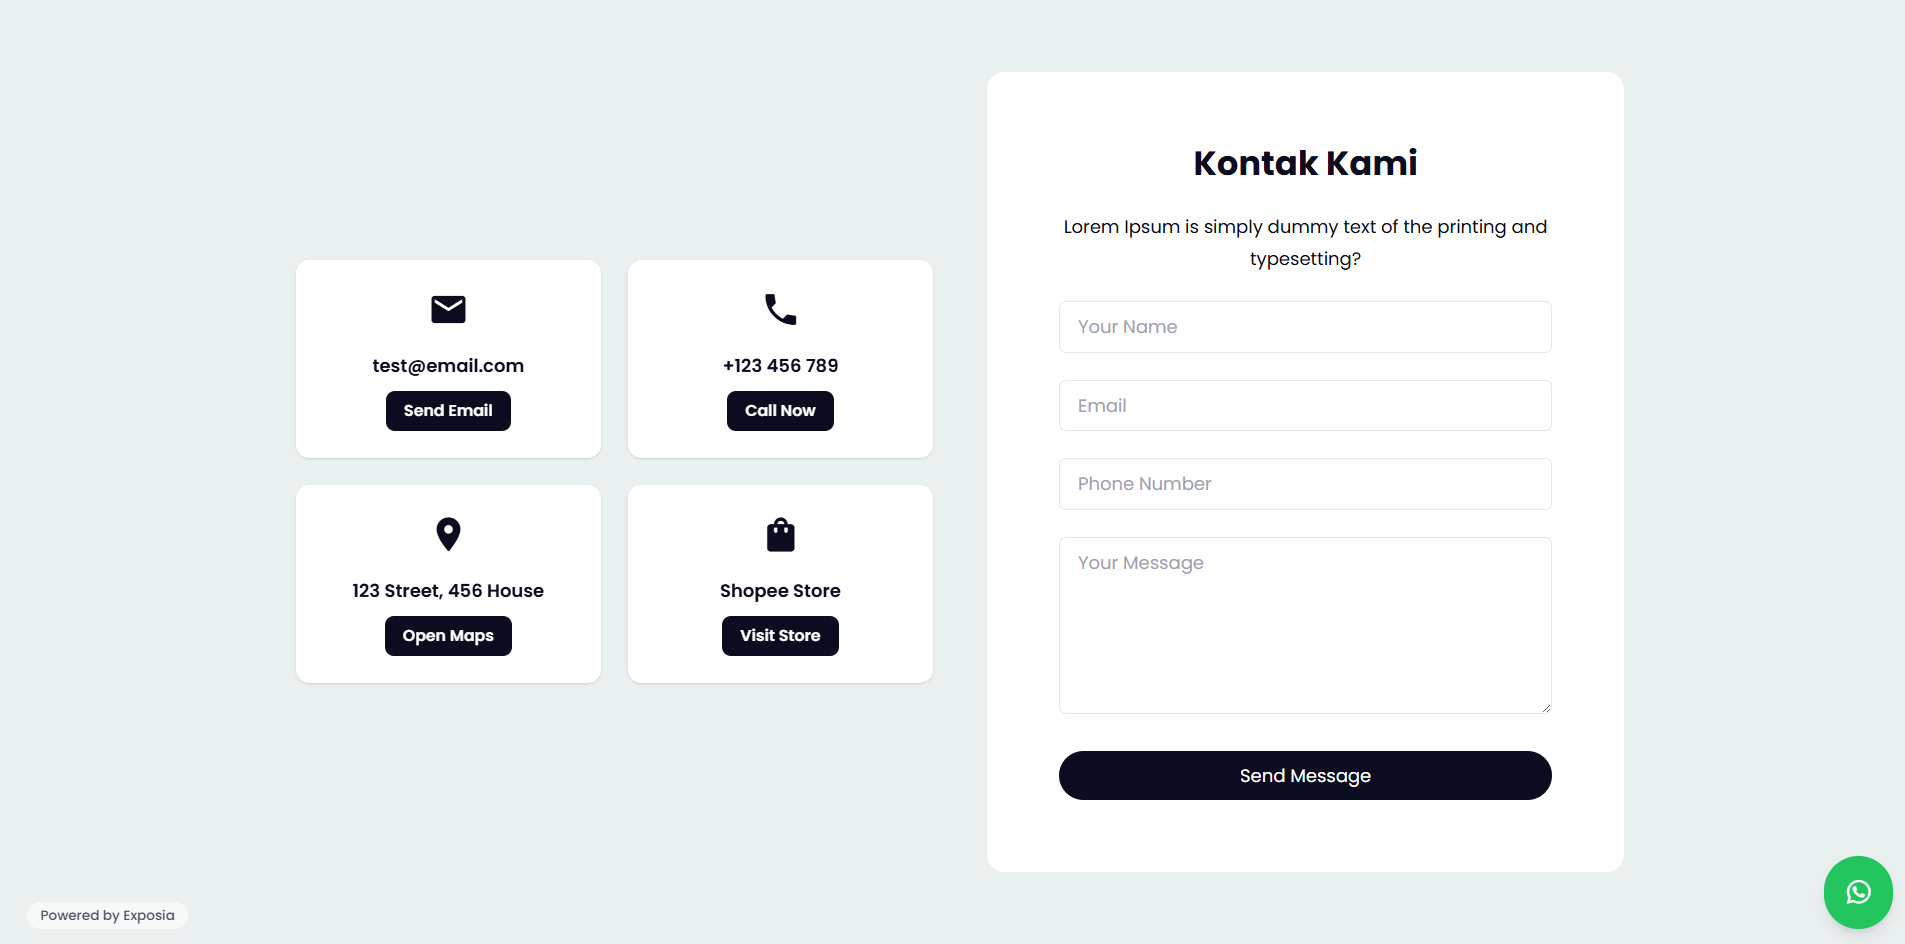 test@email.com
Send Email
+123 456 789
Call Now
123 Street, 456 House
Open Maps
Shopee Store
Visit Store
Kontak Kami
Lorem Ipsum is simply dummy text of the printing and
typesetting?
Your Name
Email
Phone Number
Your Message
Send Message
Powered by Exposia